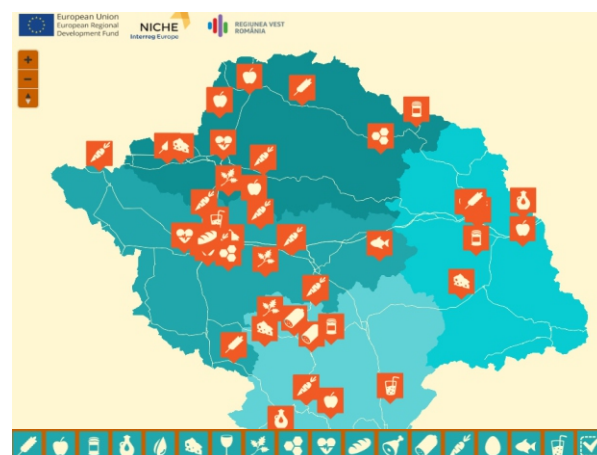 European Union
European Regional
Development Fund
NICHE
Interreg Europe
REGIUNEA VEST
ROMÂNIA